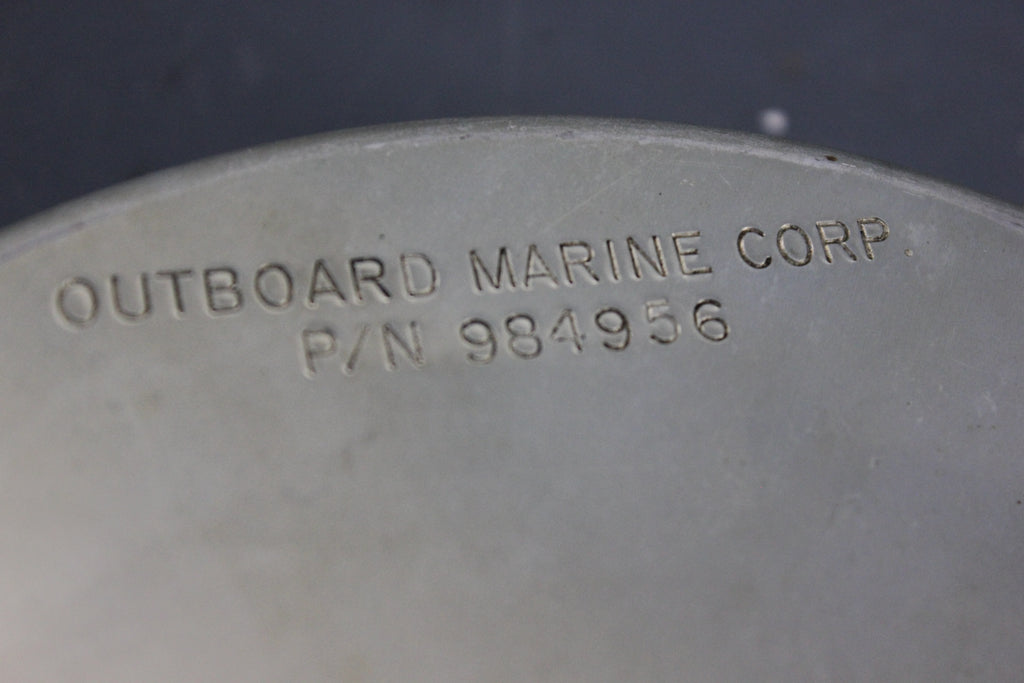 OUTBOARD MARINE CORP.
P/N 984956